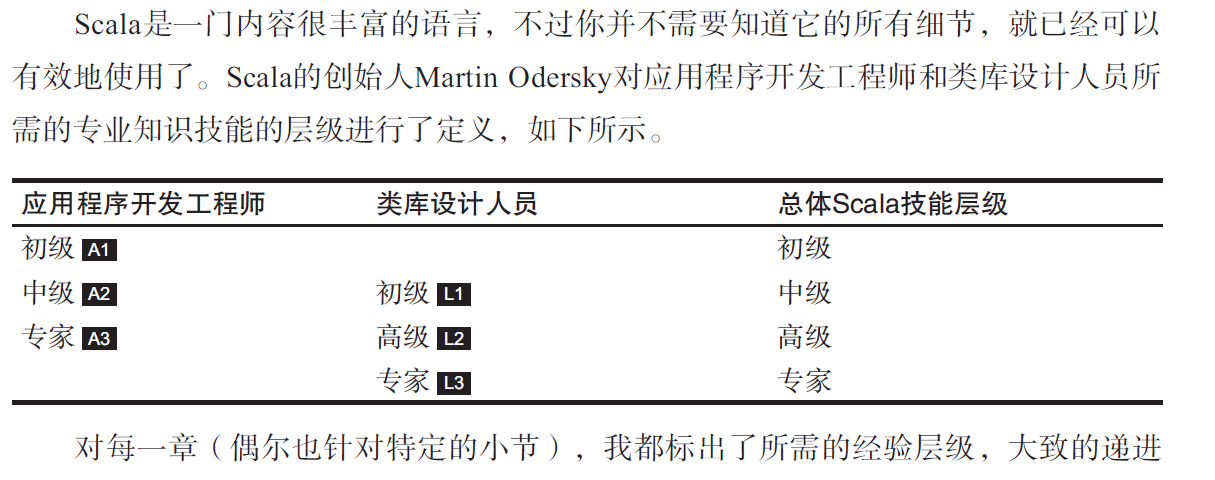 Scala是一门内容很丰富的语言，不过你并不需要知道它的所有细节，就已经可以
有效地使用了。Scala的创始人Martin Odersky对应用程序开发工程师和类库设计人员所
需的专业知识技能的层级进行了定义，如下所示。
应用程序开发工程师 类库设计人员 总体Scala技能层级
初级 A1 初级
中级 A2 初级 L1 中级
专家 A3 高级 L2 高级
专家 L3 专家
对每一章（偶尔也针对特定的小节），我都标出了所需的经验层级，大致的递进